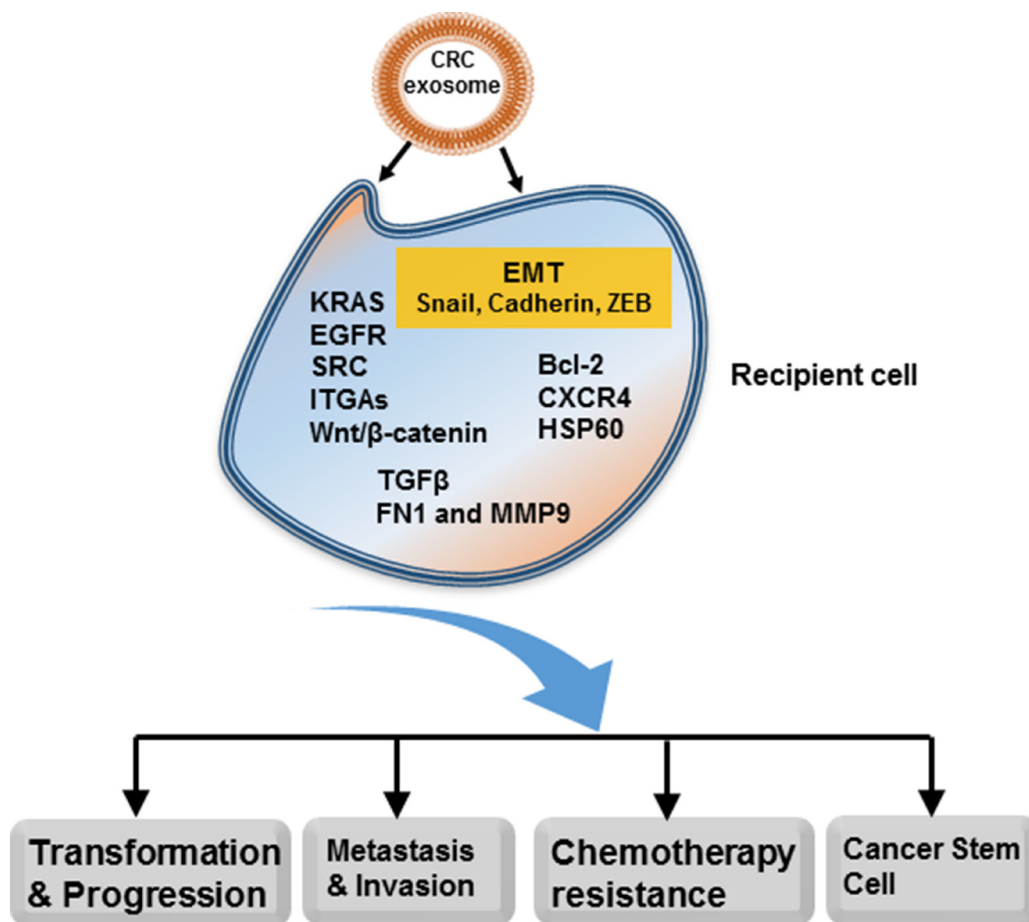 CRC
exosome
EMT
Snail, Cadherin, ZEB
KRAS
EGFR
SRC
ITGAs
Wnt/β-catenin
Bcl-2
CXCR4
HSP60
TGFβ
FN1 and MMP9
Recipient cell
Transformation
& Progression
Metastasis
& Invasion
Chemotherapy
resistance
Cancer Stem
Cell